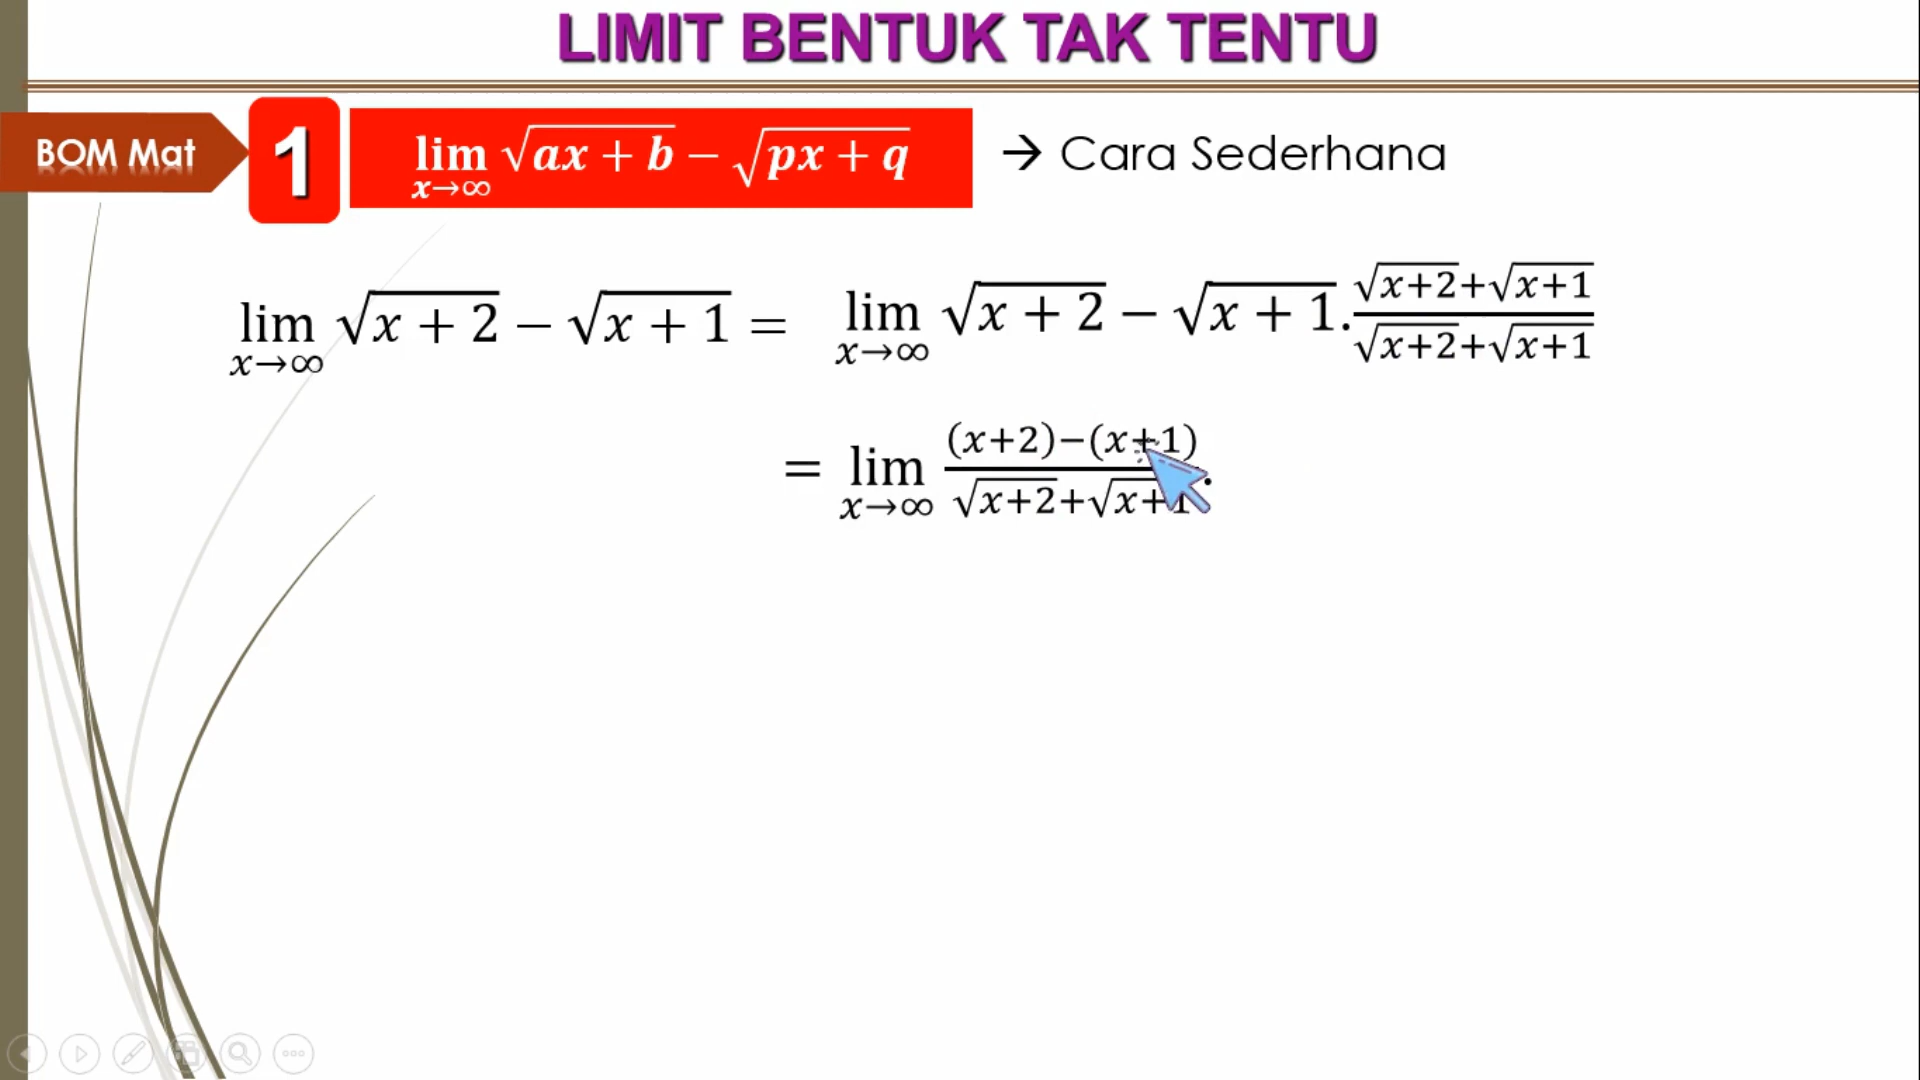 LIMIT BENTUK TAK TENTU
BOM Mat 1 lim x→∞ √(ax + b) − √(px + q) → Cara Sederhana
lim x→∞ √(x + 2) − √(x + 1) = lim x→∞ √(x + 2) − √(x + 1) . (√(x+2)+√(x+1))/(√(x+2)+√(x+1))
= lim x→∞ ((x+2)−(x+1))/(√(x+2)+√(x+1)) .